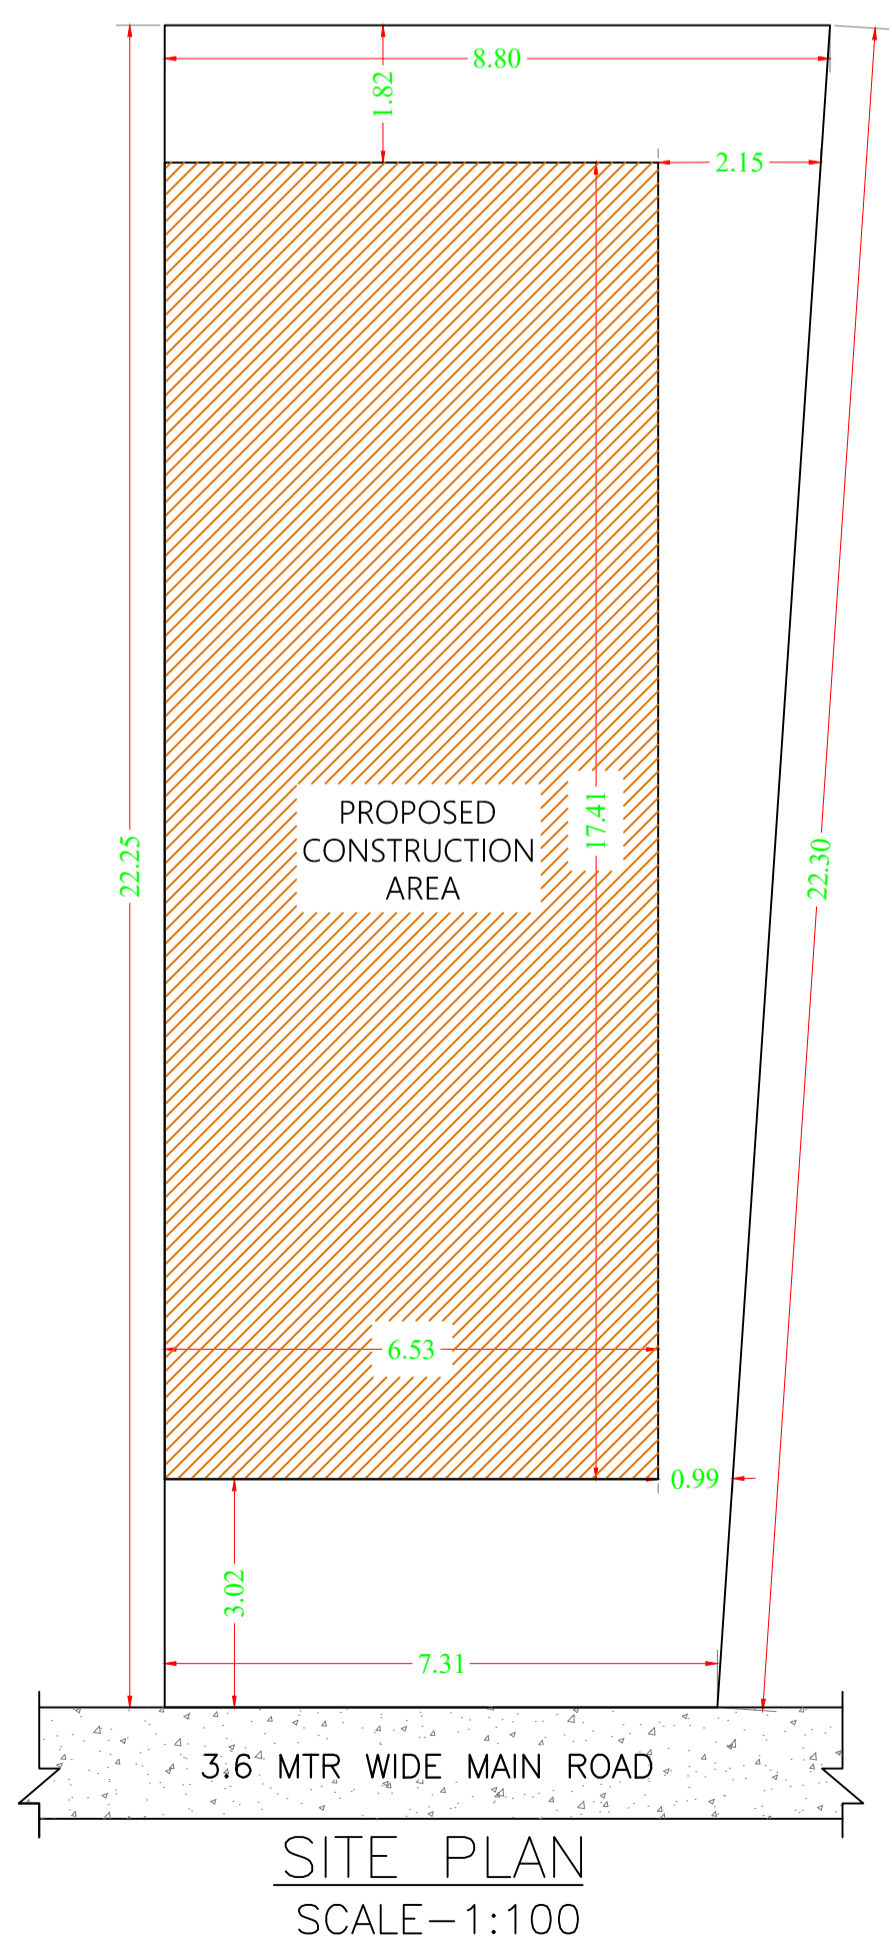 8.80
1.82
2.15
PROPOSED
CONSTRUCTION
AREA
17.41
22.25
22.30
6.53
0.99
3.02
7.31
3.6 MTR WIDE MAIN ROAD
SITE PLAN
SCALE-1:100